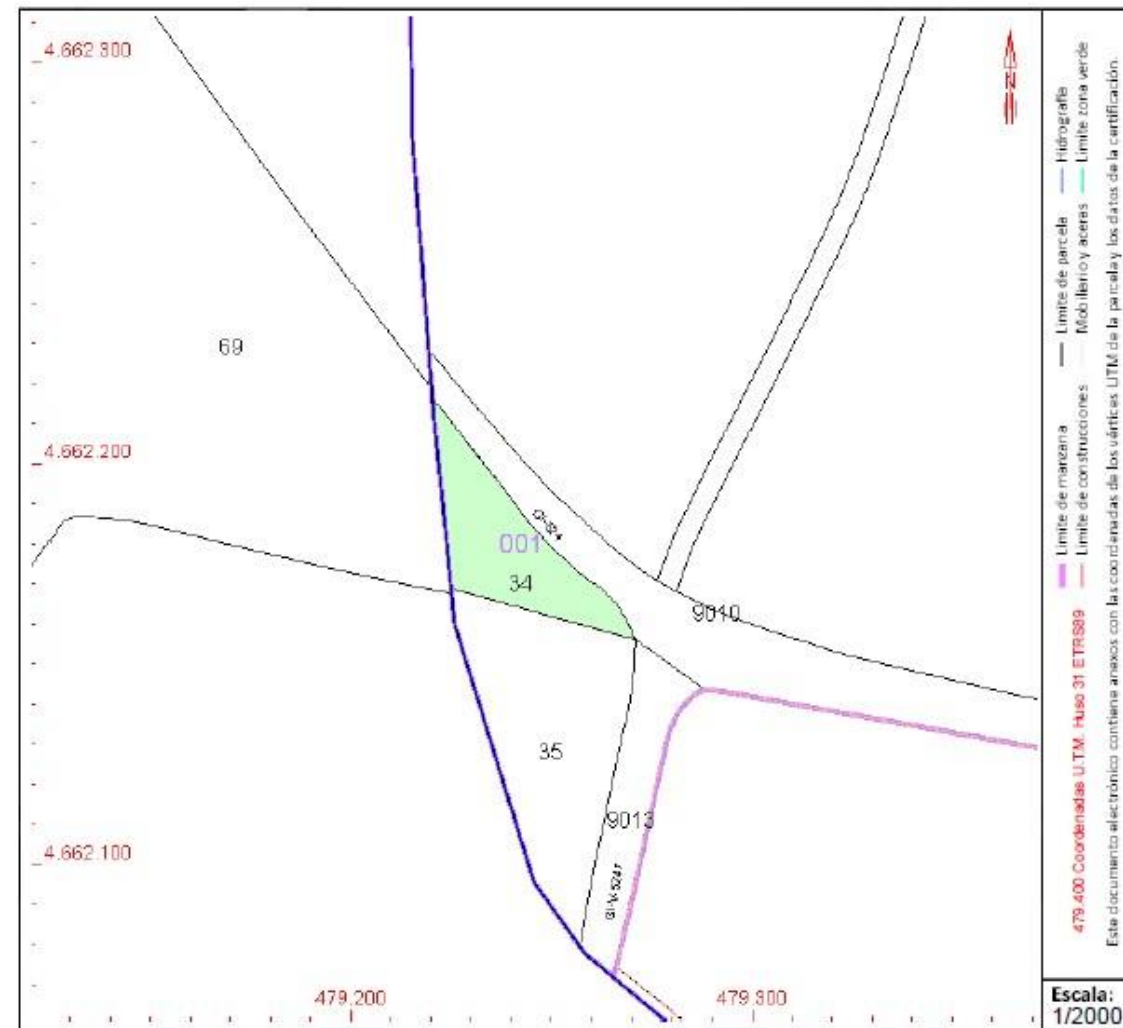 4.662.300
69
4.662.200
001
34
9010
35
9013
4.662.100
479.200
479.300
N
Límite de manzana
Límite de parcela
Hidrografía
Límite de construcciones
Mobiliario y aceras
Límite zona verde
479.400 Coordenadas U.T.M. Huso 31 ETRS89
Este documento electrónico contiene anexos con las coordenadas de los vértices UTM de la parcela y los datos de la certificación.
Escala:
1/2000